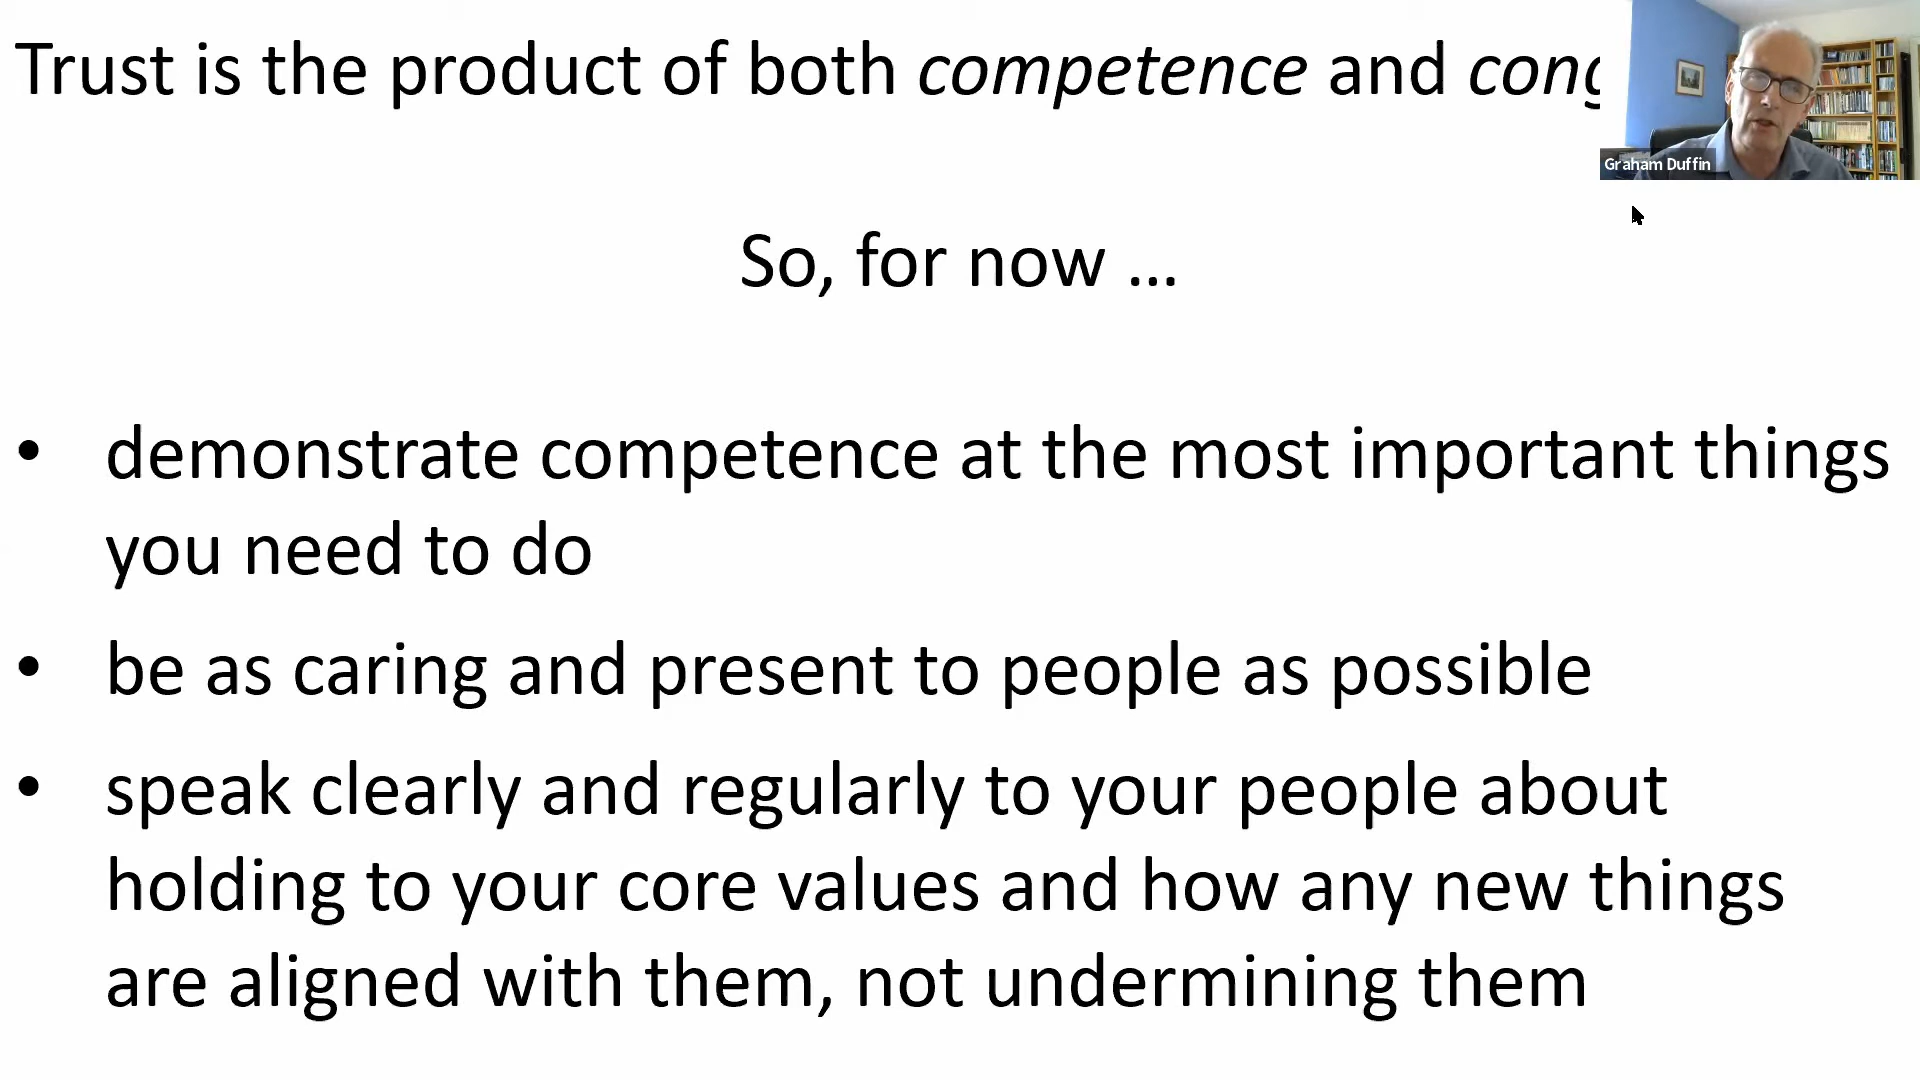 Trust is the product of both competence and cong
Graham Duffin
So, for now ...
• demonstrate competence at the most important things
you need to do
• be as caring and present to people as possible
• speak clearly and regularly to your people about
holding to your core values and how any new things
are aligned with them, not undermining them